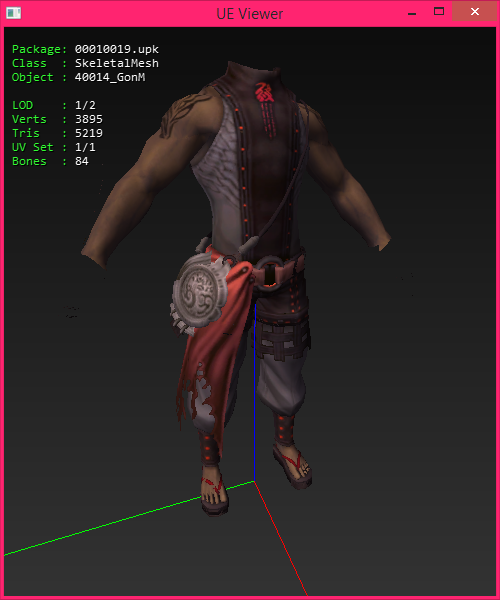 UE Viewer
Package: 00010019.upk
Class : SkeletalMesh
Object : 40014_GonM
LOD : 1/2
Verts : 3895
Tris : 5219
UV Set : 1/1
Bones : 84